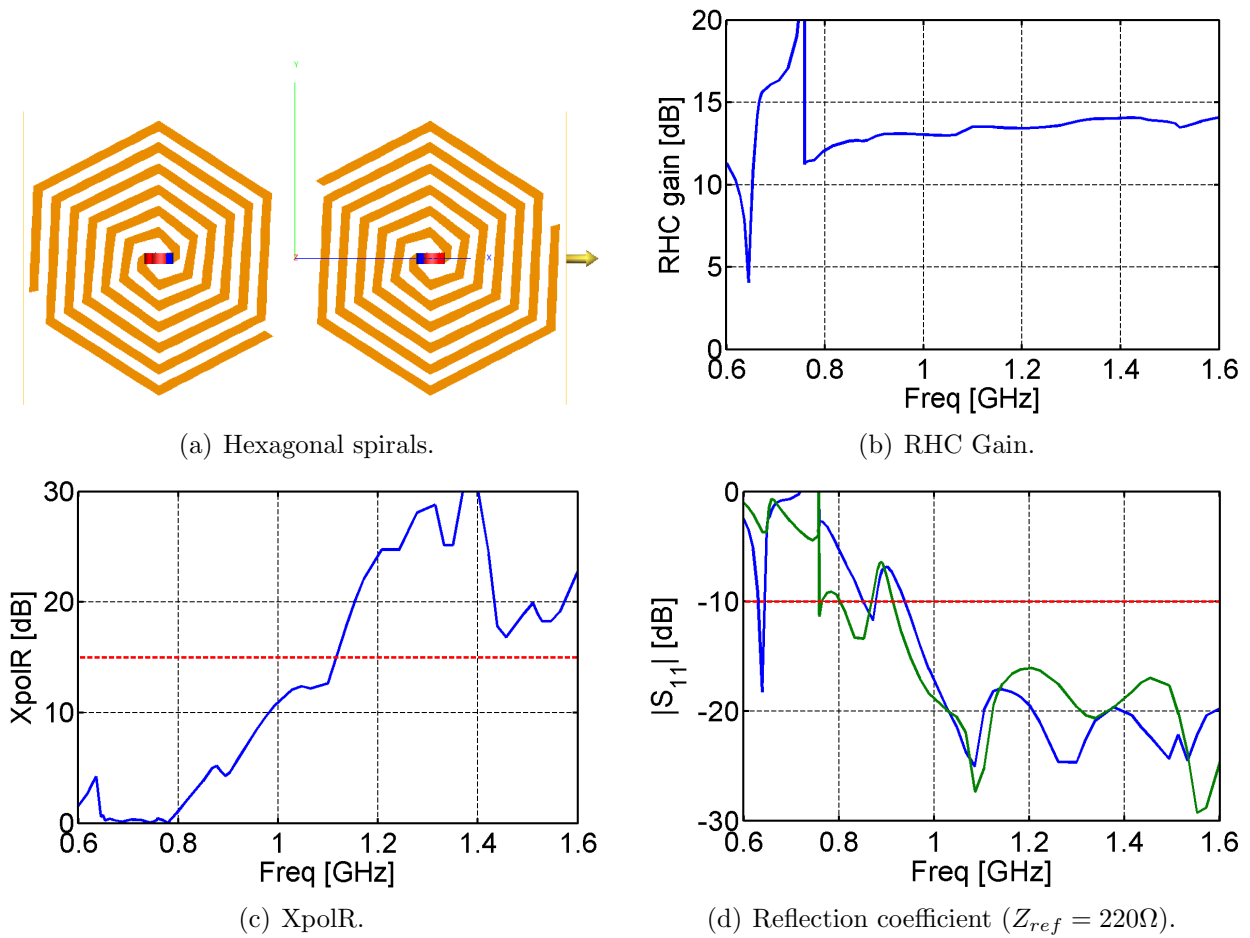 Y
X
Z
(a) Hexagonal spirals.
20
15
10
5
0
RHC gain [dB]
0.6 0.8 1 1.2 1.4 1.6
Freq [GHz]
(b) RHC Gain.
30
20
10
0
XpolR [dB]
0.6 0.8 1 1.2 1.4 1.6
Freq [GHz]
(c) XpolR.
0
-10
-20
-30
|S11| [dB]
0.6 0.8 1 1.2 1.4 1.6
Freq [GHz]
(d) Reflection coefficient (Zref = 220Ω).